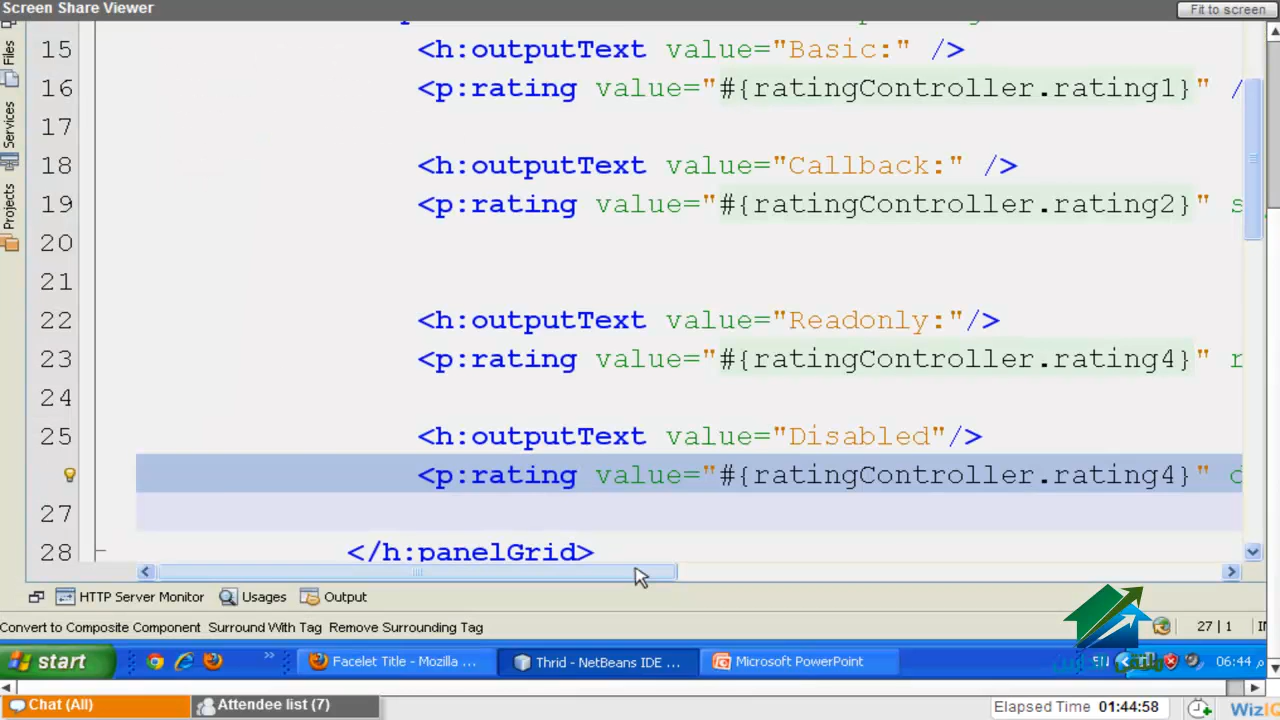 Screen Share Viewer
Fit to screen
Files
Services
Projects
15 <h:outputText value="Basic:" />
16 <p:rating value="#{ratingController.rating1}" /
17
18 <h:outputText value="Callback:" />
19 <p:rating value="#{ratingController.rating2}" s
20
21
22 <h:outputText value="Readonly:"/>
23 <p:rating value="#{ratingController.rating4}" r
24
25 <h:outputText value="Disabled"/>
<p:rating value="#{ratingController.rating4}" d
27
28 </h:panelGrid>
HTTP Server Monitor Usages Output
Convert to Composite Component Surround With Tag Remove Surrounding Tag
27 | 1
start
Facelet Title - Mozilla ...
Thrid - NetBeans IDE ...
Microsoft PowerPoint
EN
06:44 م
Chat (All)
Attendee list (7)
Elapsed Time 01:44:58